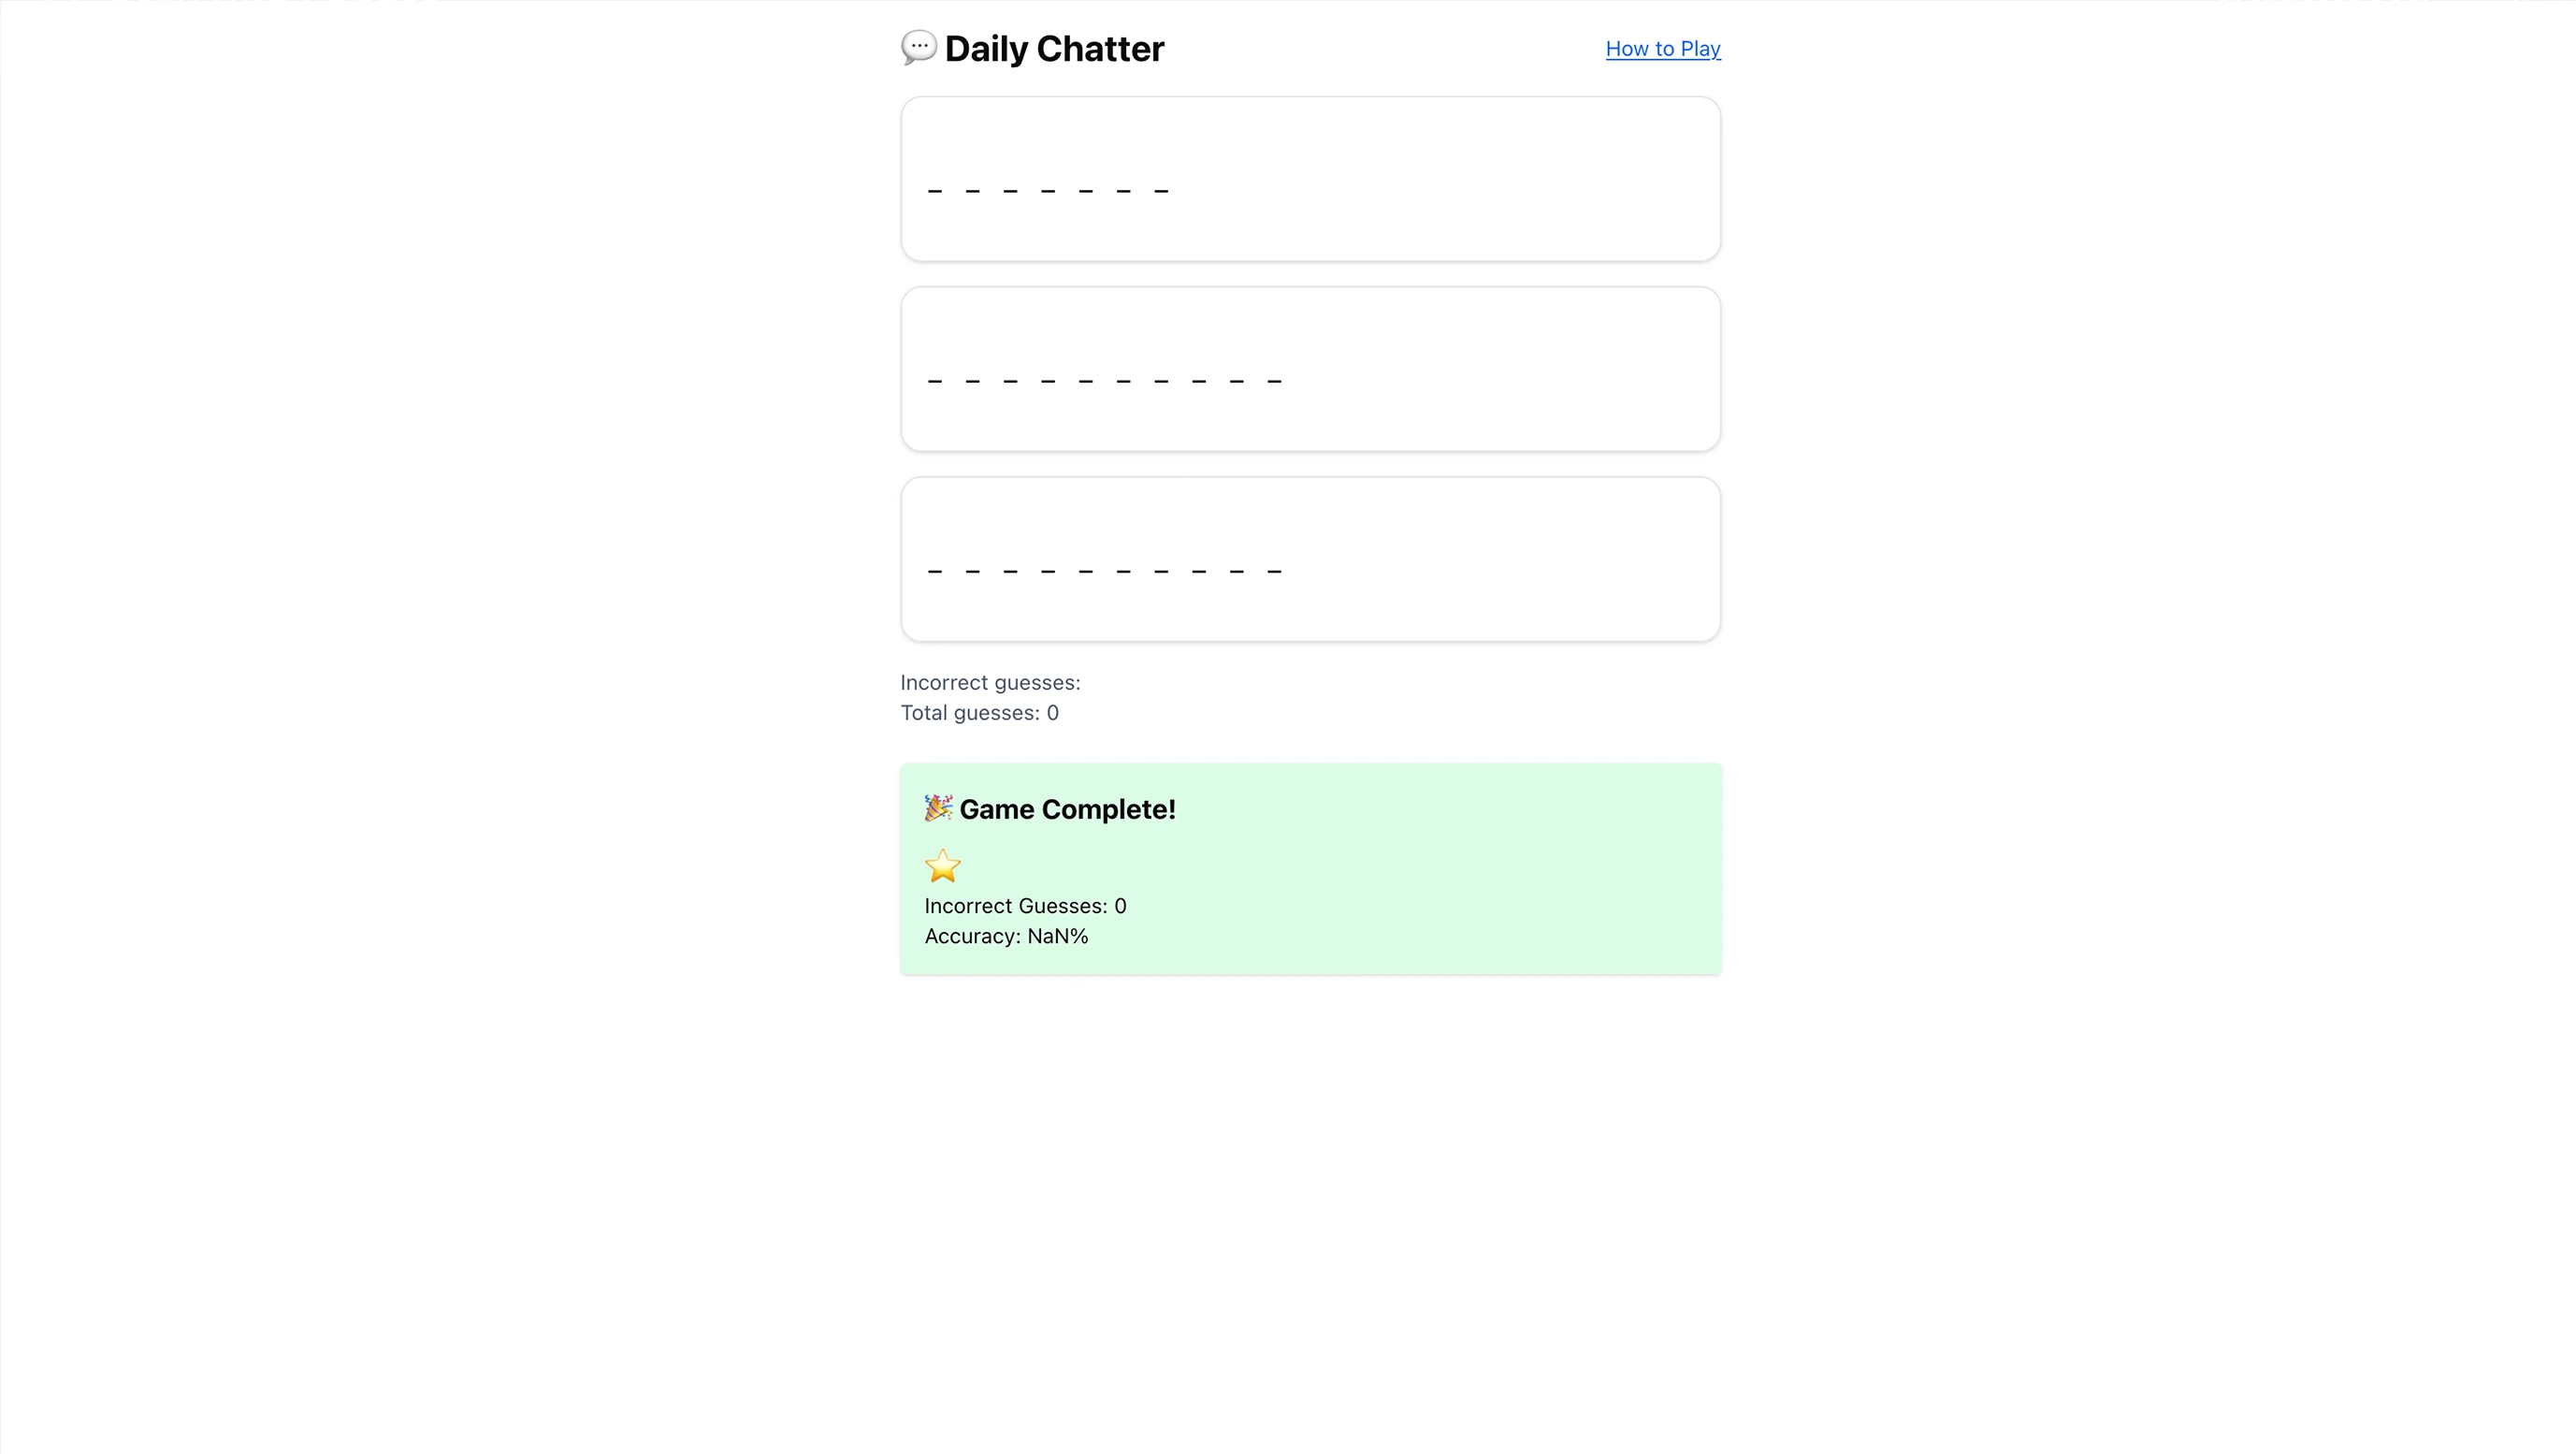 💬 Daily Chatter
How to Play
_ _ _ _ _ _ _
_ _ _ _ _ _ _ _ _ _
_ _ _ _ _ _ _ _ _ _
Incorrect guesses:
Total guesses: 0
🎉 Game Complete!
⭐
Incorrect Guesses: 0
Accuracy: NaN%